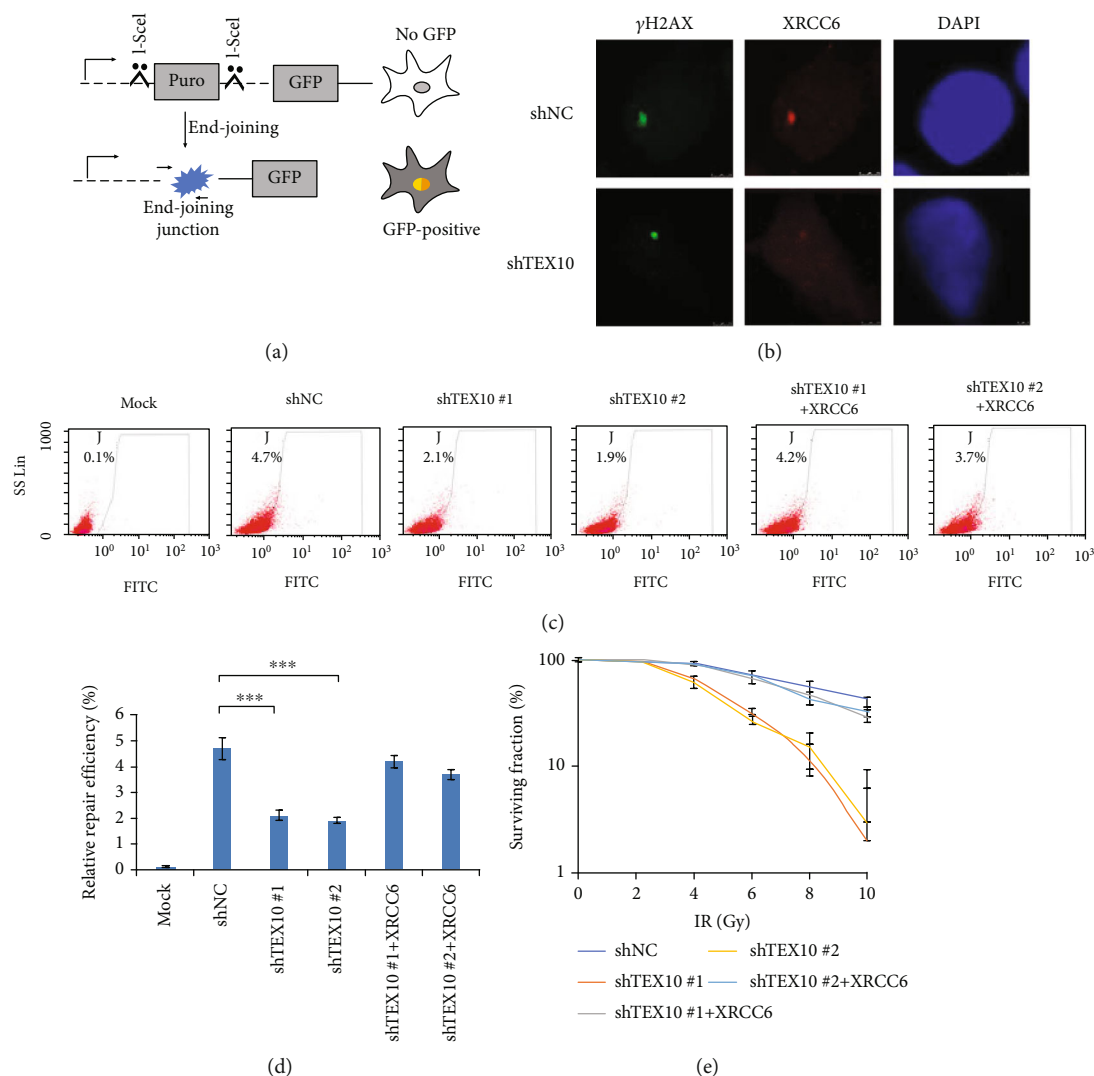 I-SceI
I-SceI
No GFP
Puro
GFP
End-joining
GFP
End-joining
junction
GFP-positive
(a)
γH2AX
XRCC6
DAPI
shNC
shTEX10
(b)
Mock
shNC
shTEX10 #1
shTEX10 #2
shTEX10 #1
+XRCC6
shTEX10 #2
+XRCC6
SS Lin
1000
0
J
0.1%
J
4.7%
J
2.1%
J
1.9%
J
4.2%
J
3.7%
10⁰ 10¹ 10² 10³
10⁰ 10¹ 10² 10³
10⁰ 10¹ 10² 10³
10⁰ 10¹ 10² 10³
10⁰ 10¹ 10² 10³
10⁰ 10¹ 10² 10³
FITC
FITC
FITC
FITC
FITC
FITC
(c)
Relative repair efficiency (%)
6
5
4
3
2
1
0
***
***
Mock
shNC
shTEX10 #1
shTEX10 #2
shTEX10 #1+XRCC6
shTEX10 #2+XRCC6
(d)
Surviving fraction (%)
100
10
1
0 2 4 6 8 10
IR (Gy)
shNC
shTEX10 #2
shTEX10 #1
shTEX10 #2+XRCC6
shTEX10 #1+XRCC6
(e)